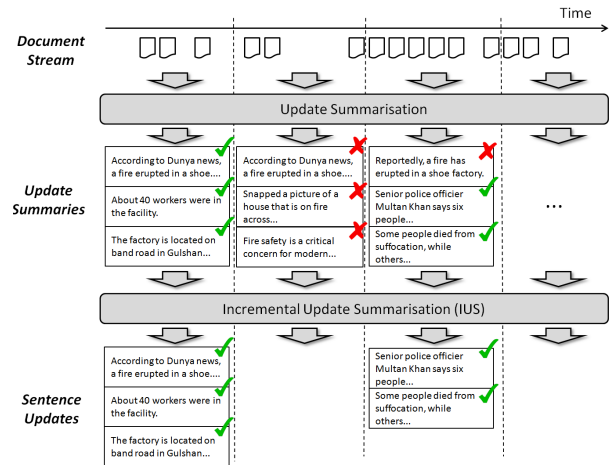 Time
Document
Stream
Update Summarisation
Update
Summaries
According to Dunya news,
a fire erupted in a shoe....
About 40 workers were in
the facility.
The factory is located on
band road in Gulshan...
According to Dunya news,
a fire erupted in a shoe....
Snapped a picture of a
house that is on fire
across...
Fire safety is a critical
concern for modern...
Reportedly, a fire has
erupted in a shoe factory.
Senior police officier
Multan Khan says six
people...
Some people died from
suffocation, while
others...
...
Incremental Update Summarisation (IUS)
Sentence
Updates
According to Dunya news,
a fire erupted in a shoe....
About 40 workers were in
the facility.
The factory is located on
band road in Gulshan...
Senior police officier
Multan Khan says six
people...
Some people died from
suffocation, while
others...